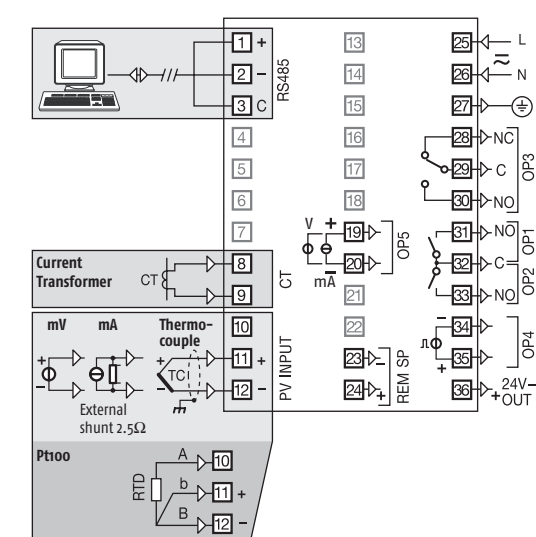 1 + 13 25 L
2 − 14 26 N
3 C RS485 15 27
4 16 28 NC
5 17 29 C OP3
6 18 30 NO
7 V + 19 OP5 31 NO OP1
Current Transformer CT 8 CT mA − 20 32 C OP2
9 21 33 NO
mV mA Thermo-couple 10 22 34 − OP4
+ − + TC − 11 + PV INPUT 23 − REM SP 35 +
12 − 24 + 36 + 24V− OUT
External
shunt 2.5Ω
Pt100
RTD A 10
b 11 +
B 12 −